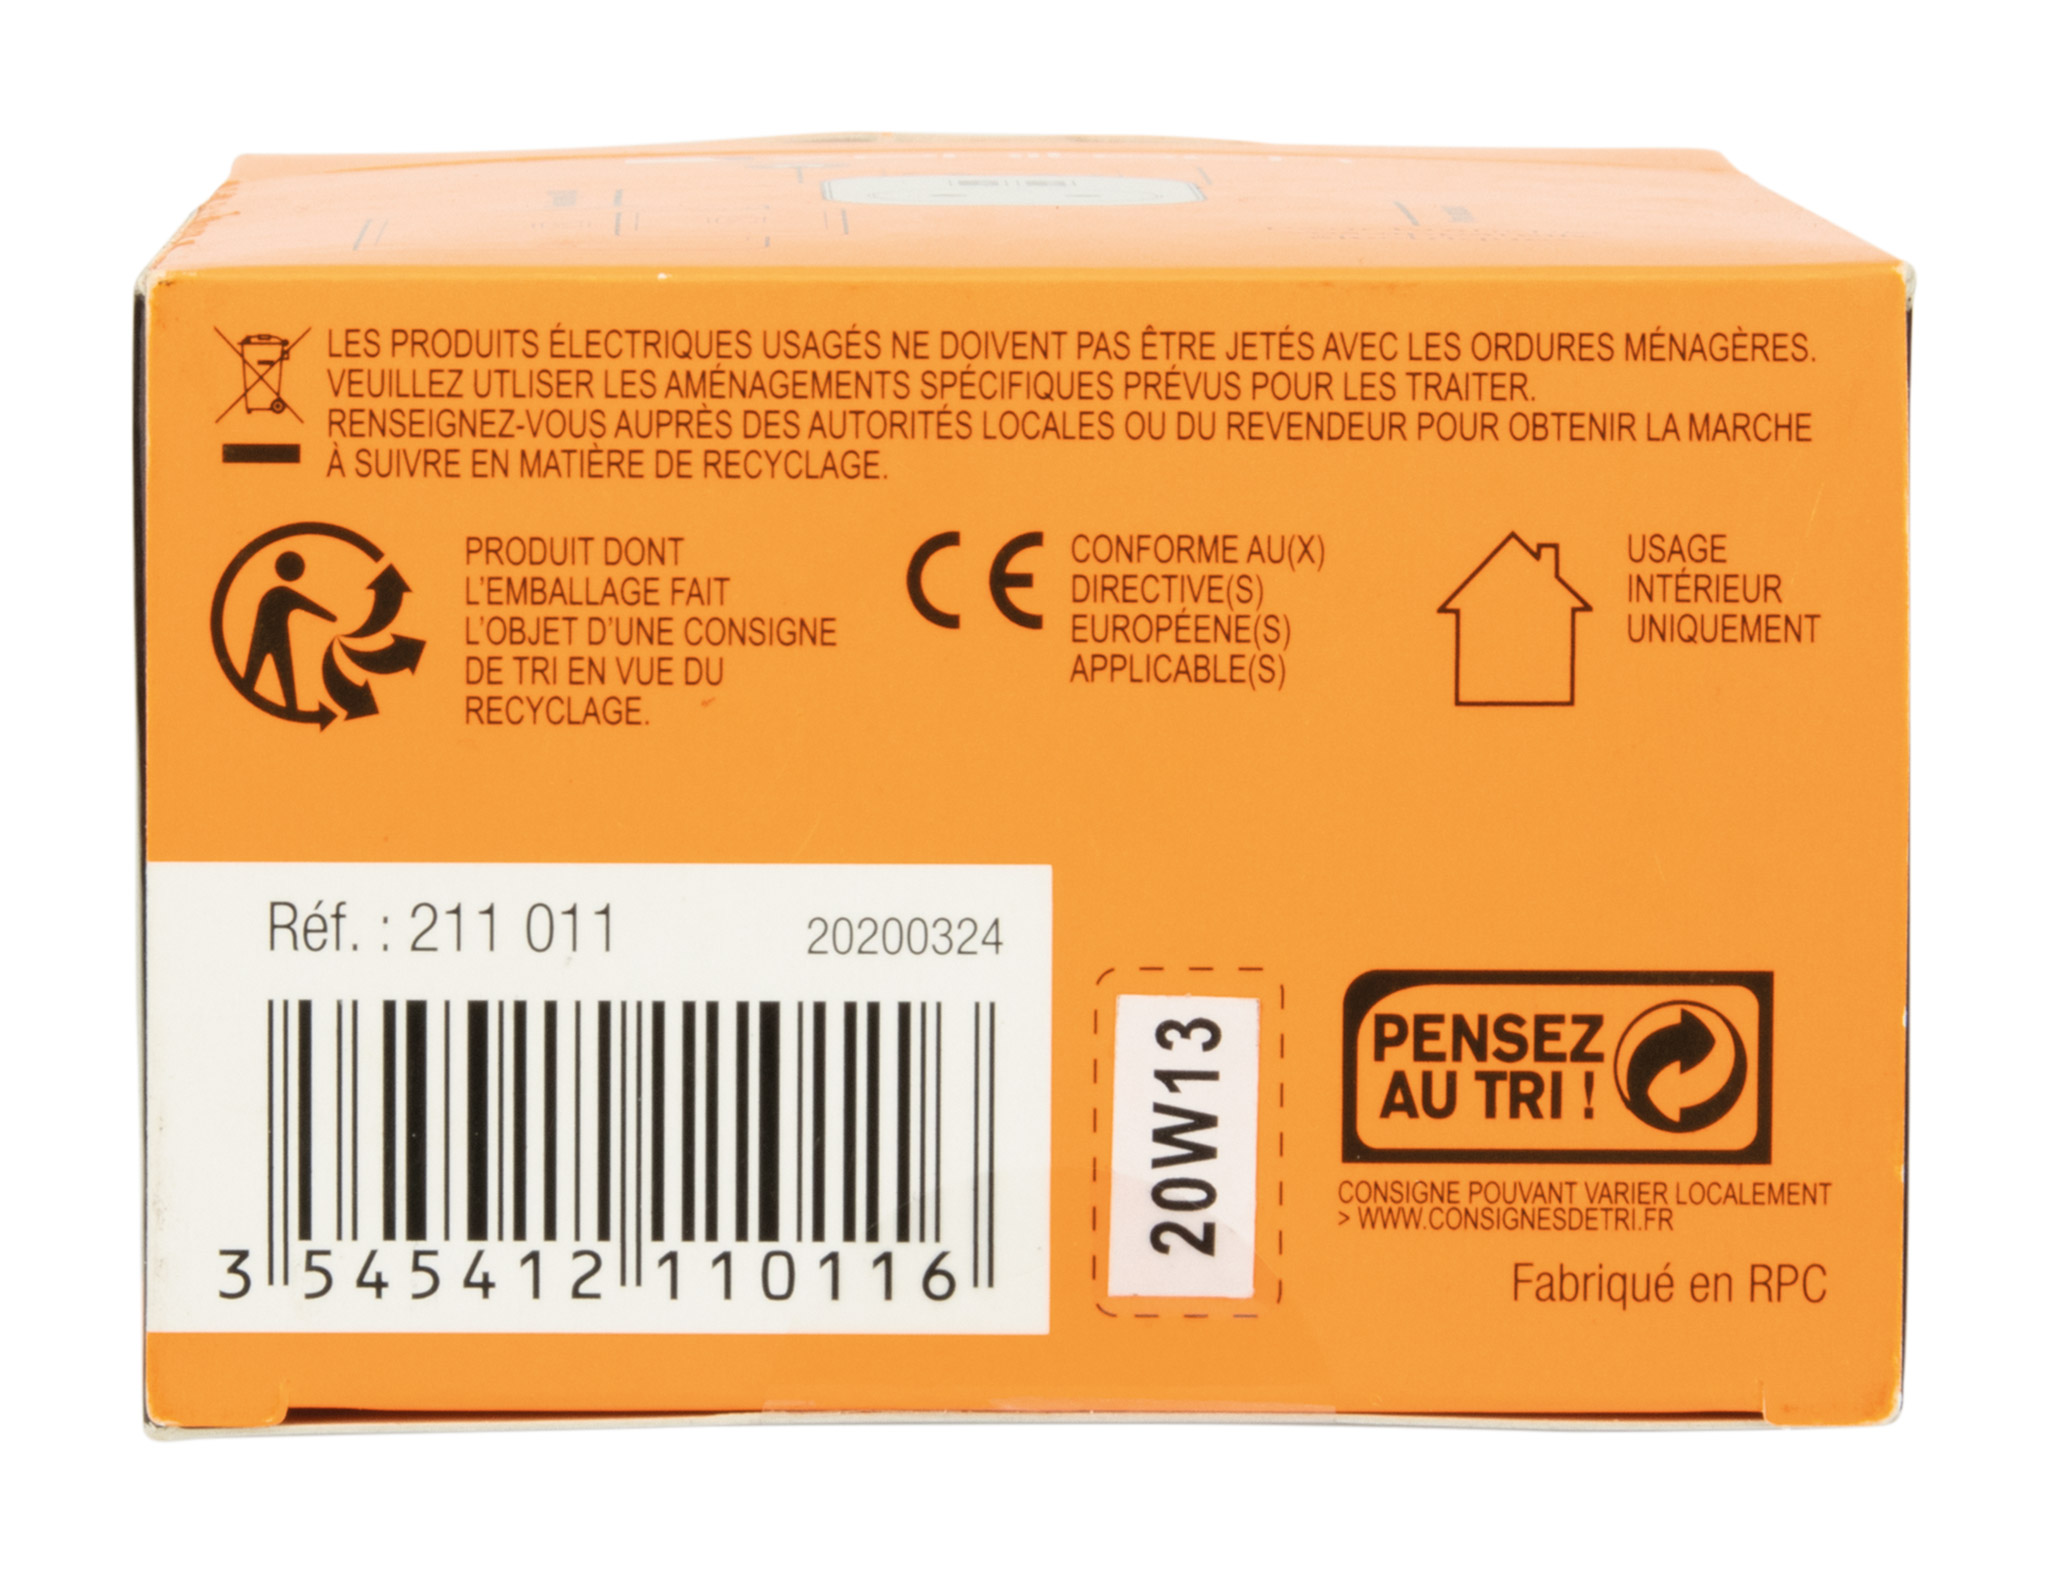 LES PRODUITS ÉLECTRIQUES USAGÉS NE DOIVENT PAS ÊTRE JETÉS AVEC LES ORDURES MÉNAGÈRES.
VEUILLEZ UTLISER LES AMÉNAGEMENTS SPÉCIFIQUES PRÉVUS POUR LES TRAITER.
RENSEIGNEZ-VOUS AUPRÈS DES AUTORITÉS LOCALES OU DU REVENDEUR POUR OBTENIR LA MARCHE
À SUIVRE EN MATIÈRE DE RECYCLAGE.
PRODUIT DONT
L'EMBALLAGE FAIT
L'OBJET D'UNE CONSIGNE
DE TRI EN VUE DU
RECYCLAGE.
CE
CONFORME AU(X)
DIRECTIVE(S)
EUROPÉENE(S)
APPLICABLE(S)
USAGE
INTÉRIEUR
UNIQUEMENT
Réf. : 211 011
20200324
3 545412 110116
20W13
PENSEZ
AU TRI !
CONSIGNE POUVANT VARIER LOCALEMENT
> WWW.CONSIGNESDETRI.FR
Fabriqué en RPC